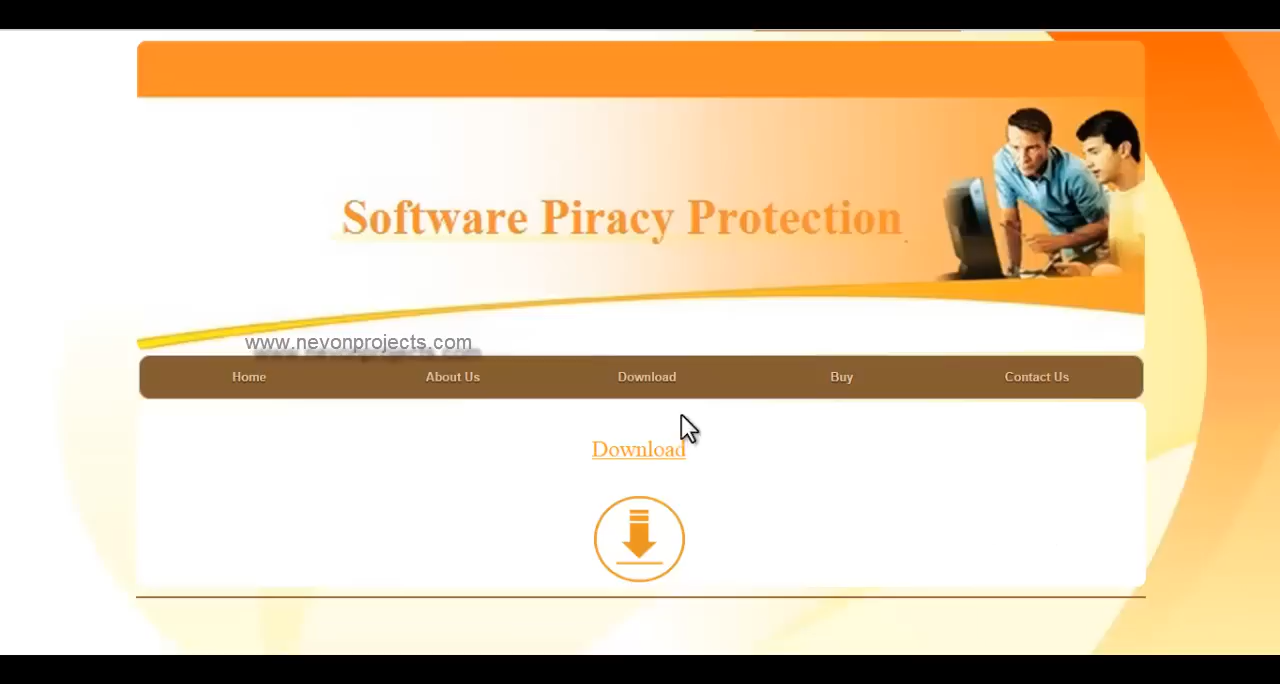 Software Piracy Protection
www.nevonprojects.com
Home About Us Download Buy Contact Us
Download